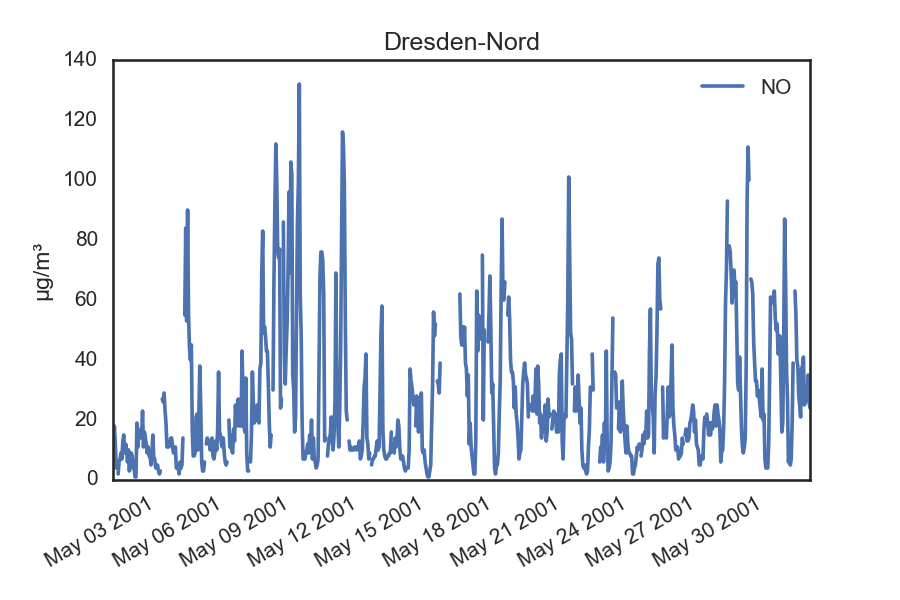 Dresden-Nord
NO
µg/m³
140
120
100
80
60
40
20
0
May 03 2001
May 06 2001
May 09 2001
May 12 2001
May 15 2001
May 18 2001
May 21 2001
May 24 2001
May 27 2001
May 30 2001